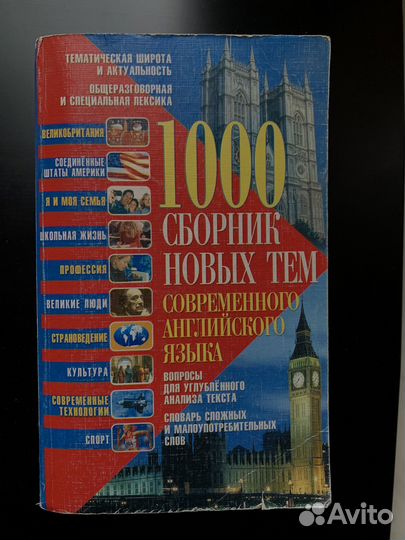 ТЕМАТИЧЕСКАЯ ШИРОТА
И АКТУАЛЬНОСТЬ
ОБЩЕРАЗГОВОРНАЯ
И СПЕЦИАЛЬНАЯ ЛЕКСИКА
ВЕЛИКОБРИТАНИЯ
СОЕДИНЁННЫЕ
ШТАТЫ АМЕРИКИ
Я И МОЯ СЕМЬЯ
ШКОЛЬНАЯ ЖИЗНЬ
ПРОФЕССИЯ
ВЕЛИКИЕ ЛЮДИ
СТРАНОВЕДЕНИЕ
КУЛЬТУРА
СОВРЕМЕННЫЕ
ТЕХНОЛОГИИ
СПОРТ
1000
СБОРНИК
НОВЫХ ТЕМ
СОВРЕМЕННОГО
АНГЛИЙСКОГО
ЯЗЫКА
ВОПРОСЫ
ДЛЯ УГЛУБЛЁННОГО
АНАЛИЗА ТЕКСТА
СЛОВАРЬ СЛОЖНЫХ
И МАЛОУПОТРЕБИТЕЛЬНЫХ
СЛОВ
Avito